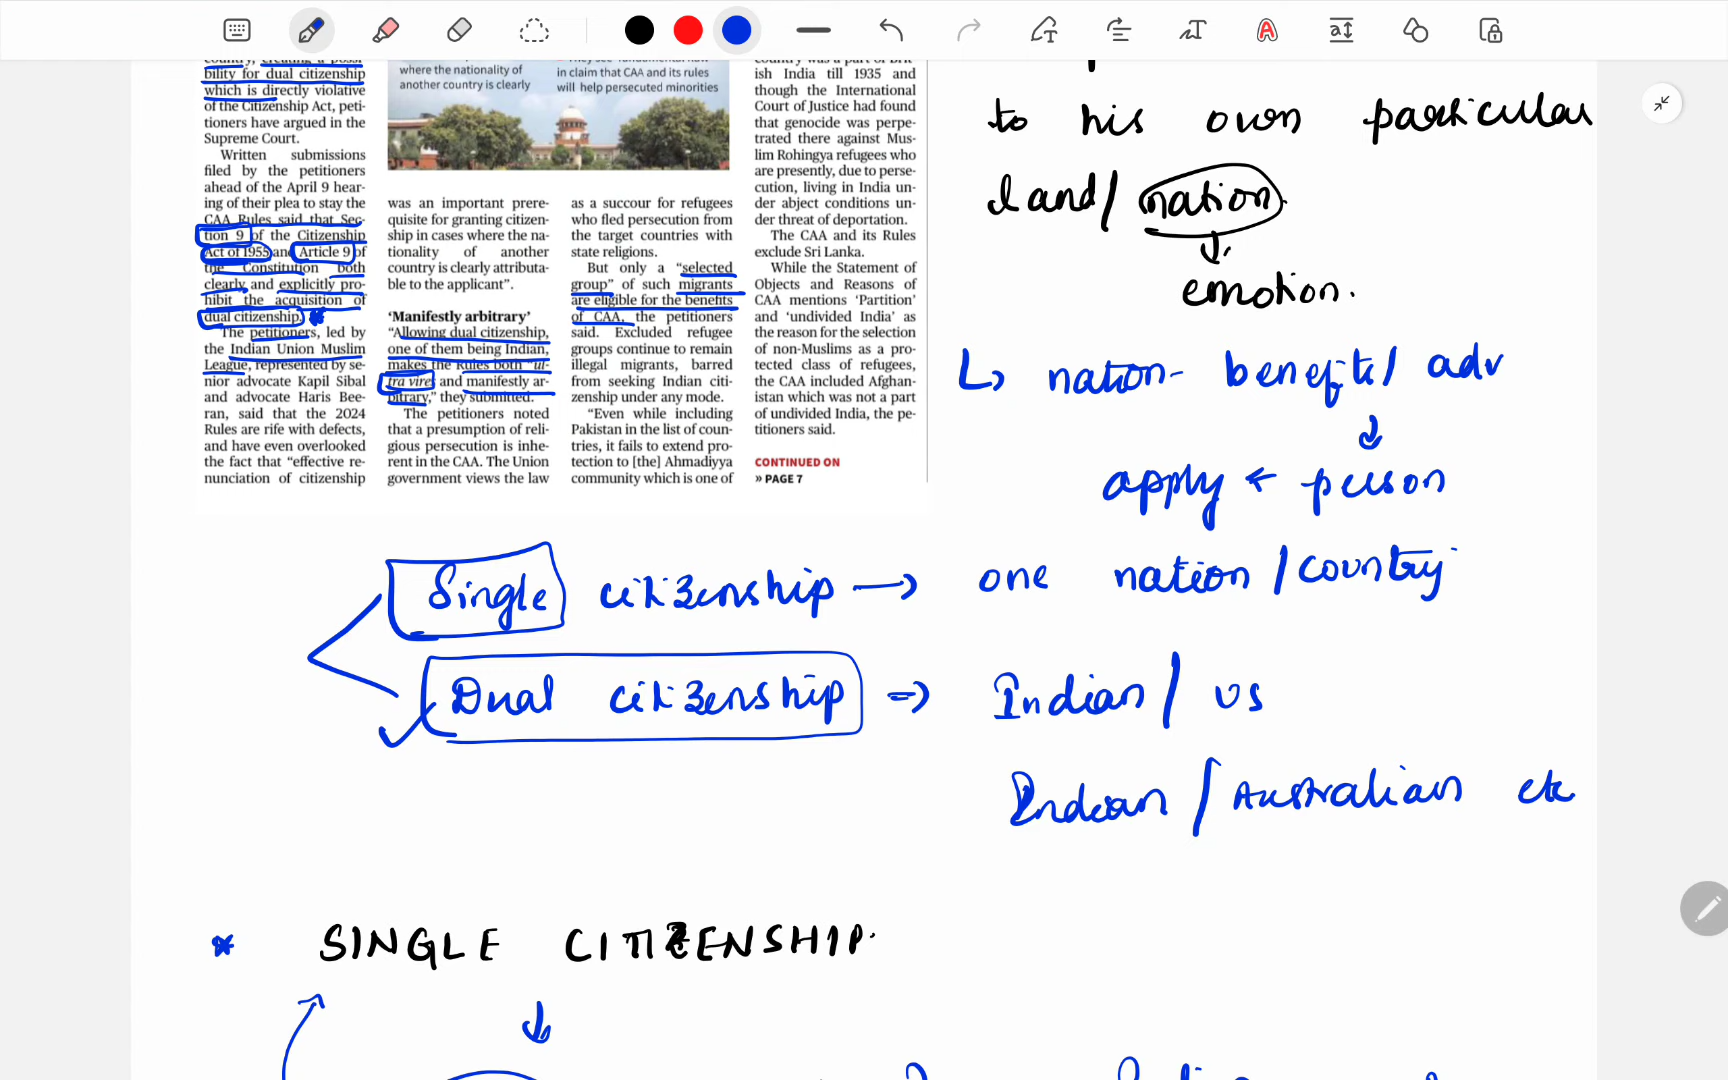 bility for dual citizenship
which is directly violative
of the Citizenship Act, peti-
tioners have argued in the
Supreme Court.
Written submissions
filed by the petitioners
ahead of the April 9 hear-
ing of their plea to stay the
CAA Rules said that Sec-
tion 9 of the Citizenship
Act of 1955 and Article 9 of
the Constitution both
clearly and explicitly pro-
hibit the acquisition of
dual citizenship.
The petitioners, led by
the Indian Union Muslim
League, represented by se-
nior advocate Kapil Sibal
and advocate Haris Bee-
ran, said that the 2024
Rules are rife with defects,
and have even overlooked
the fact that “effective re-
nunciation of citizenship
where the nationality of
another country is clearly
in claim that CAA and its rules
will help persecuted minorities
was an important prere-
quisite for granting citizen-
ship in cases where the na-
tionality of another
country is clearly attributa-
ble to the applicant”.
‘Manifestly arbitrary’
“Allowing dual citizenship,
one of them being Indian,
makes the Rules both ul-
tra vires and manifestly ar-
bitrary,” they submitted.
The petitioners noted
that a presumption of reli-
gious persecution is inhe-
rent in the CAA. The Union
government views the law
as a succour for refugees
who fled persecution from
the target countries with
state religions.
But only a “selected
group” of such migrants
are eligible for the benefits
of CAA, the petitioners
said. Excluded refugee
groups continue to remain
illegal migrants, barred
from seeking Indian citi-
zenship under any mode.
“Even while including
Pakistan in the list of coun-
tries, it fails to extend pro-
tection to [the] Ahmadiyya
community which is one of
ish India till 1935 and
though the International
Court of Justice had found
that genocide was perpe-
trated there against Mus-
lim Rohingya refugees who
are presently, due to perse-
cution, living in India un-
der abject conditions un-
der threat of deportation.
The CAA and its Rules
exclude Sri Lanka.
While the Statement of
Objects and Reasons of
CAA mentions ‘Partition’
and ‘undivided India’ as
the reason for the selection
of non-Muslims as a pro-
tected class of refugees,
the CAA included Afghan-
istan which was not a part
of undivided India, the pe-
titioners said.
CONTINUED ON
» PAGE 7
to his own particular
land/ nation.
emotion.
nation- benefits/ adv
apply person
Single citizenship → one nation/country
Dual citizenship ⇒ Indian/ US
Indian/Australian etc
* SINGLE CITIZENSHIP.